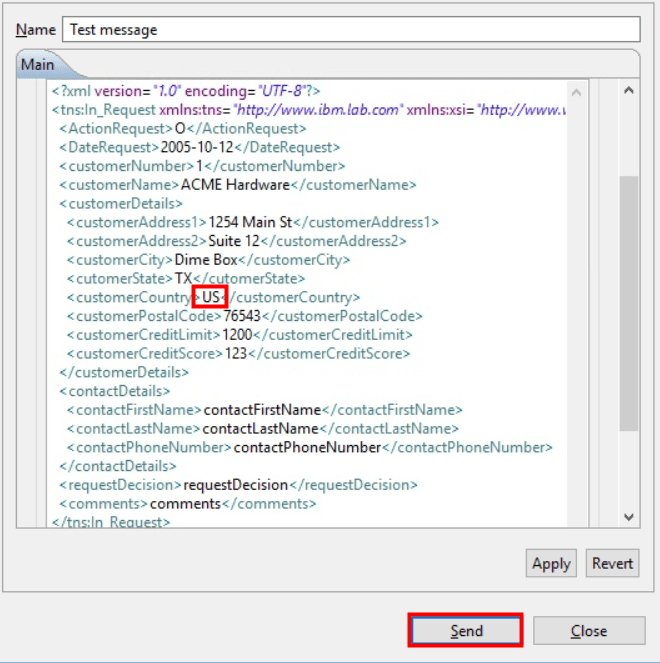 Name Test message
Main
<?xml version="1.0" encoding="UTF-8"?>
<tns:In_Request xmlns:tns="http://www.ibm.lab.com" xmlns:xsi="http://www.
<ActionRequest>O</ActionRequest>
<DateRequest>2005-10-12</DateRequest>
<customerNumber>1</customerNumber>
<customerName>ACME Hardware</customerName>
<customerDetails>
<customerAddress1>1254 Main St</customerAddress1>
<customerAddress2>Suite 12</customerAddress2>
<customerCity>Dime Box</customerCity>
<cutomerState>TX</cutomerState>
<customerCountry>US</customerCountry>
<customerPostalCode>76543</customerPostalCode>
<customerCreditLimit>1200</customerCreditLimit>
<customerCreditScore>123</customerCreditScore>
</customerDetails>
<contactDetails>
<contactFirstName>contactFirstName</contactFirstName>
<contactLastName>contactLastName</contactLastName>
<contactPhoneNumber>contactPhoneNumber</contactPhoneNumber>
</contactDetails>
<requestDecision>requestDecision</requestDecision>
<comments>comments</comments>
</tns:In_Request>
Apply Revert
Send Close